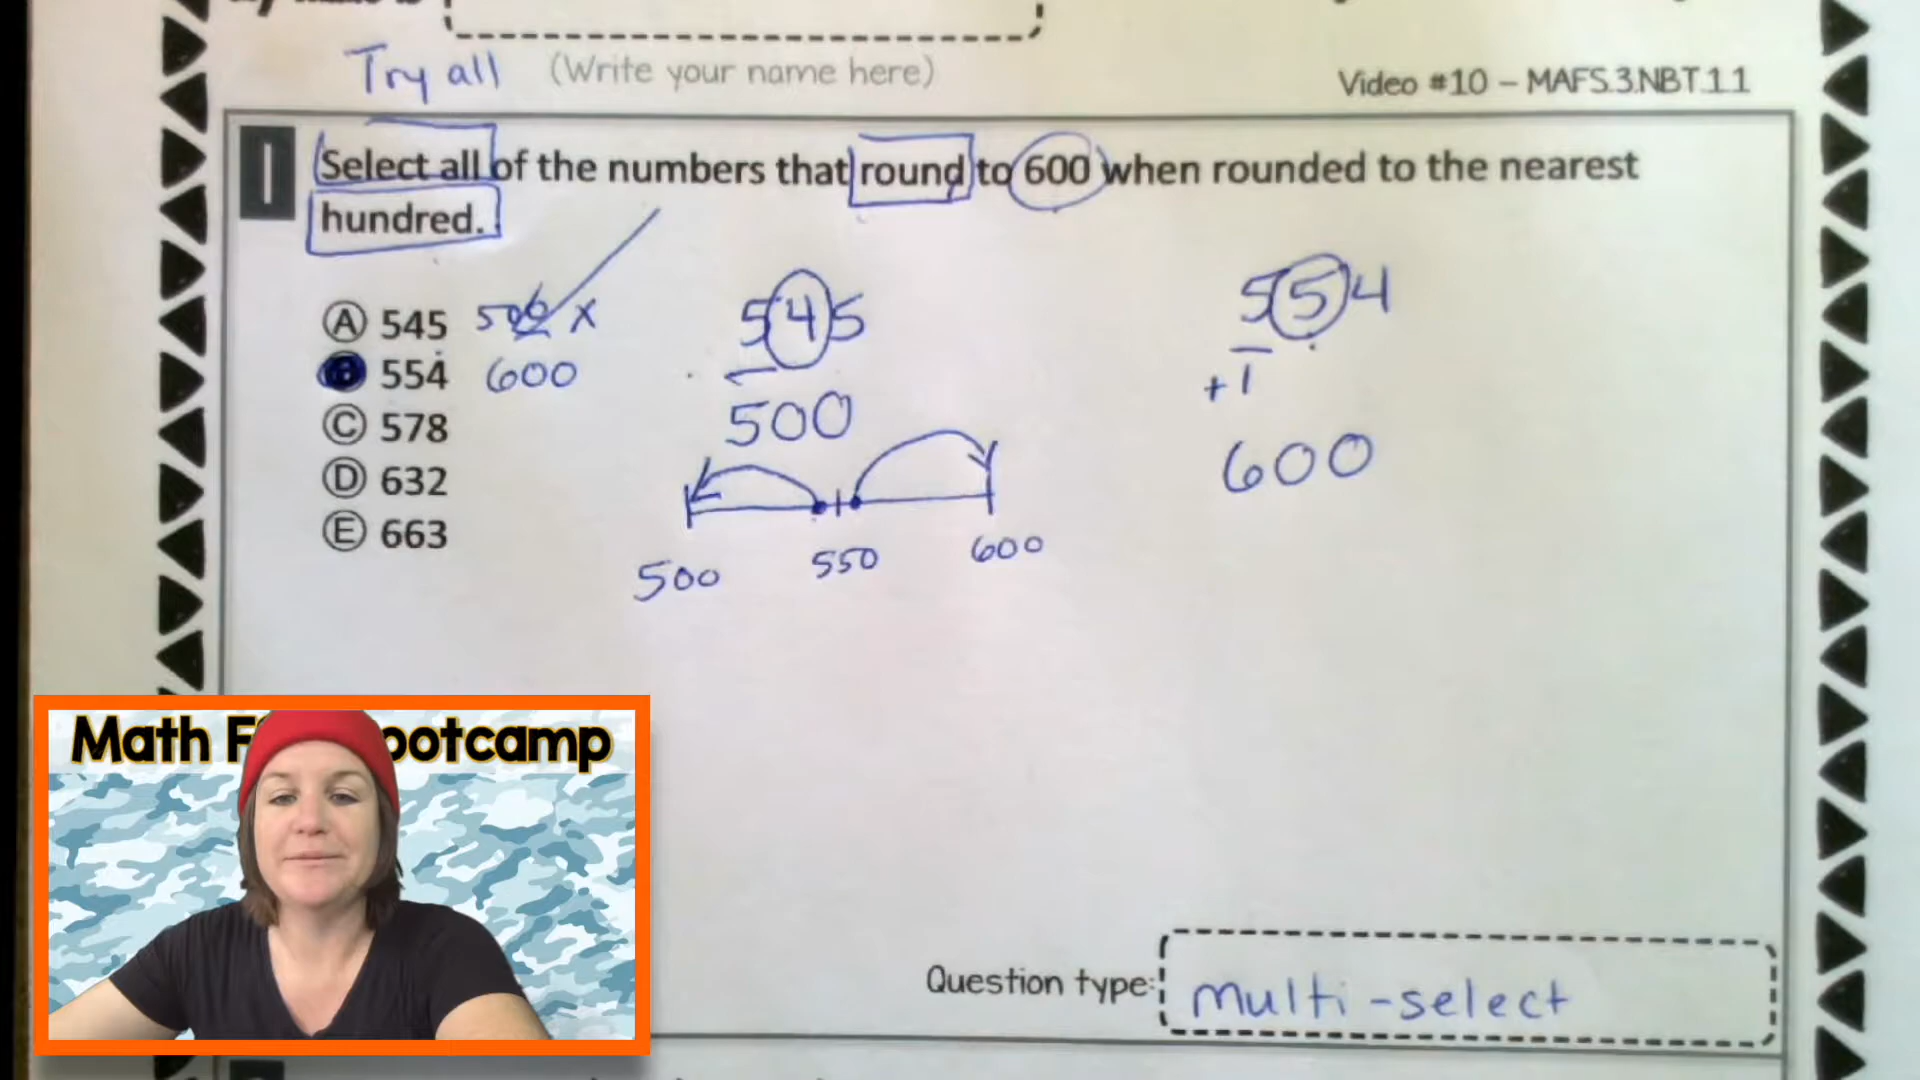 Try all (Write your name here)
Video #10 – MAFS.3.NBT.1.1
1 Select all of the numbers that round to 600 when rounded to the nearest
hundred.
A 545 500 X
B 554 600
C 578
D 632
E 663
545
500
500 550 600
554
+1
600
Math F ootcamp
Question type: multi-select